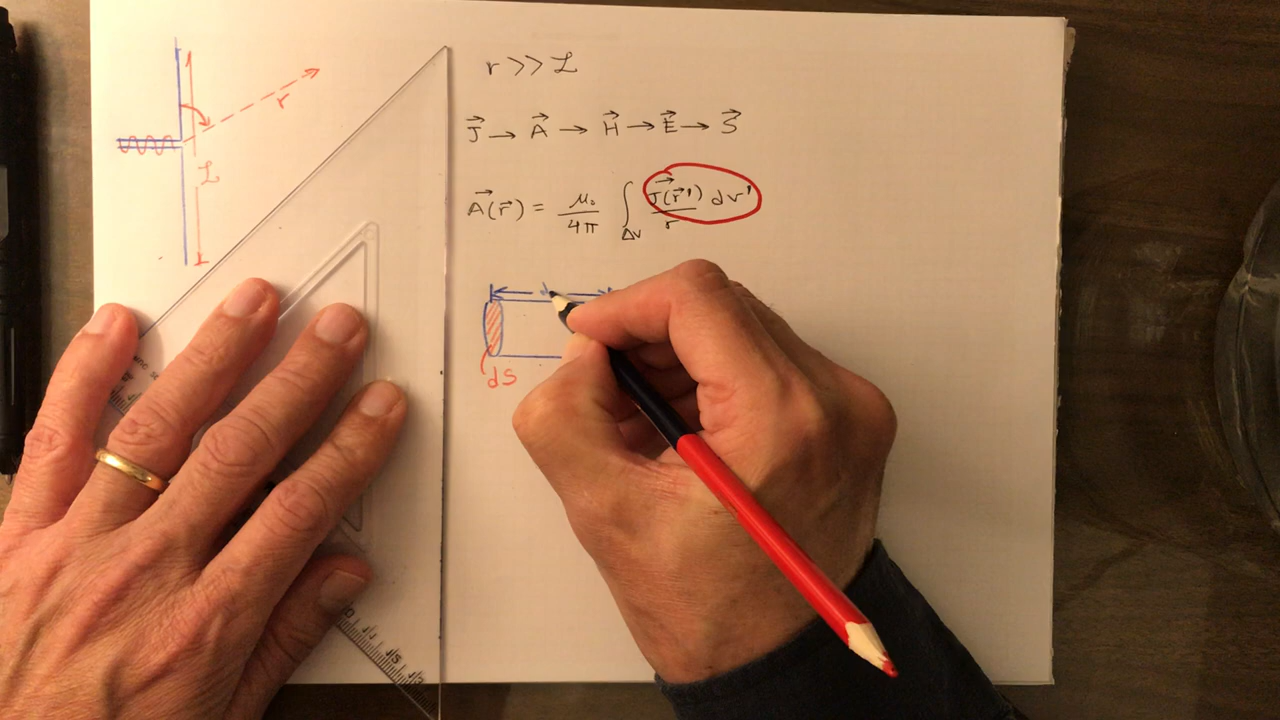 r >> ℒ
J⃗ → A⃗ → H⃗ → E⃗ → S⃗
r
ℒ
A⃗(r⃗) = μ₀/4π ∫ΔV J⃗(r⃗')/r dv'
dS